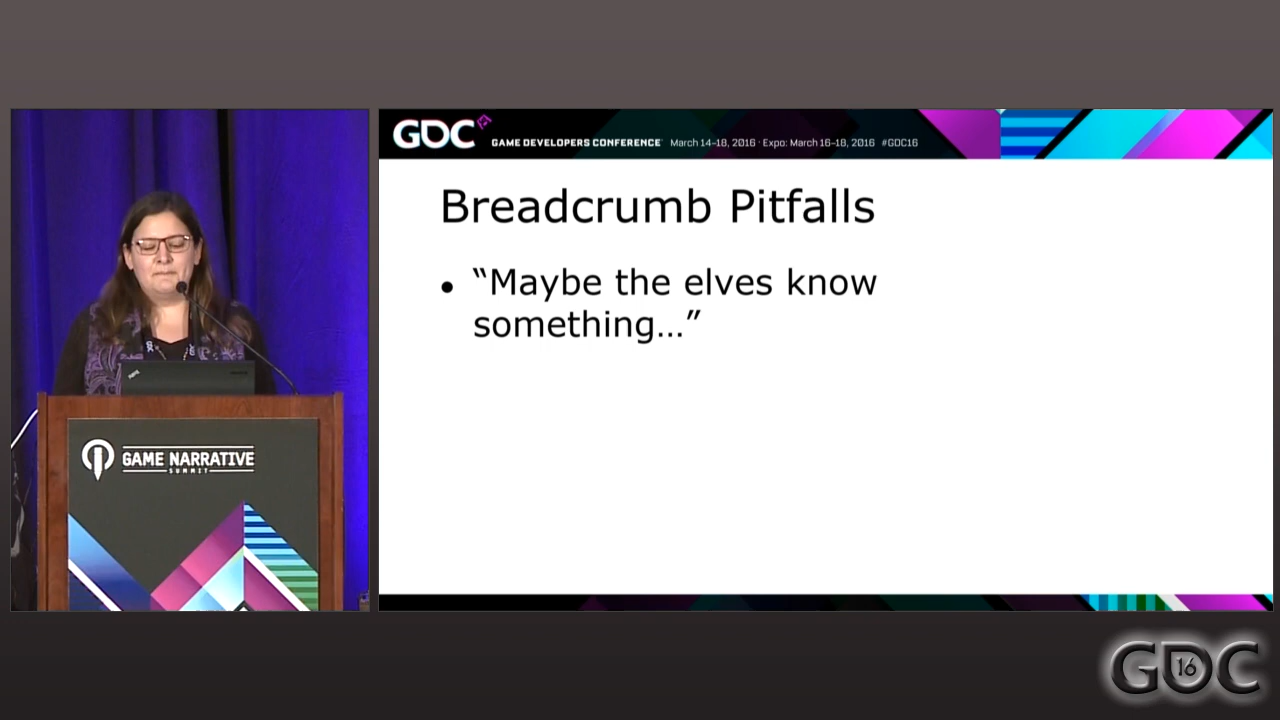 GDC
GAME DEVELOPERS CONFERENCE March 14–18, 2016 · Expo: March 16–18, 2016 #GDC16
Breadcrumb Pitfalls
• “Maybe the elves know
something…”
GAME NARRATIVE
SUMMIT
GDC 16